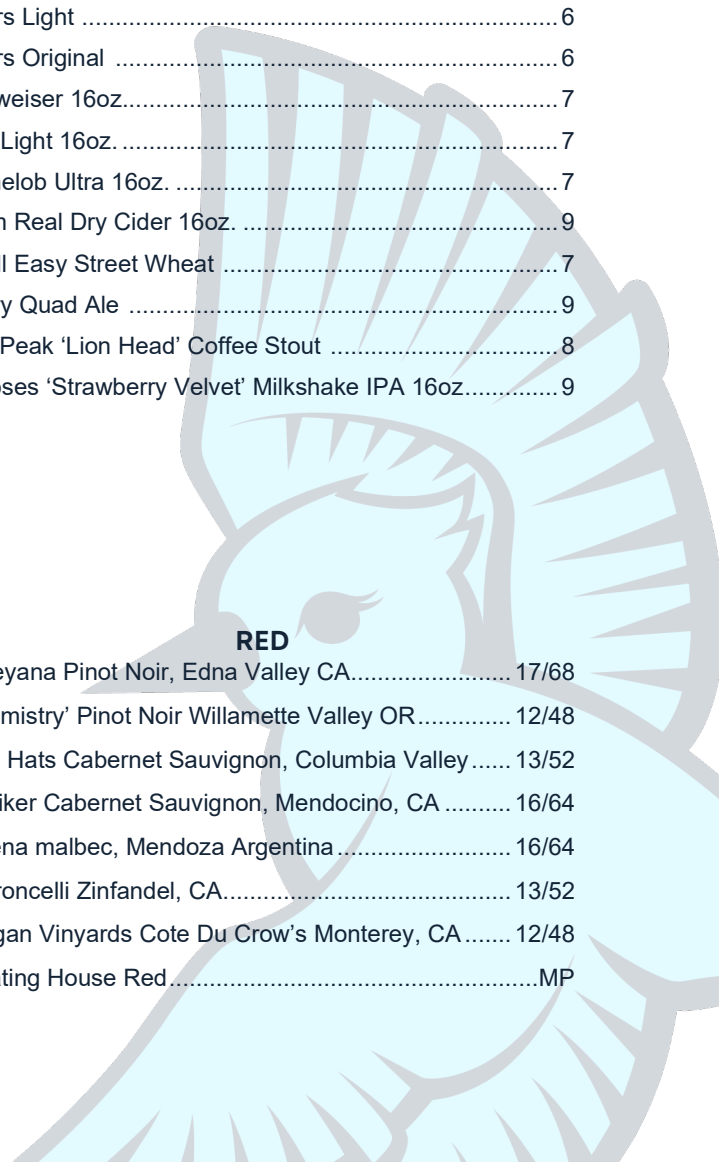 rs Light ..................................................................... 6
rs Original ................................................................ 6
weiser 16oz............................................................... 7
Light 16oz. ............................................................... 7
elob Ultra 16oz. ....................................................... 7
n Real Dry Cider 16oz. ............................................. 9
ll Easy Street Wheat ................................................ 7
y Quad Ale .............................................................. 9
Peak ‘Lion Head’ Coffee Stout ................................. 8
oses ‘Strawberry Velvet’ Milkshake IPA 16oz............. 9
RED
eyana Pinot Noir, Edna Valley CA....................... 17/68
mistry’ Pinot Noir Willamette Valley OR............. 12/48
Hats Cabernet Sauvignon, Columbia Valley...... 13/52
iker Cabernet Sauvignon, Mendocino, CA ......... 16/64
ena malbec, Mendoza Argentina......................... 16/64
roncelli Zinfandel, CA.......................................... 13/52
gan Vinyards Cote Du Crow’s Monterey, CA....... 12/48
ating House Red.....................................................MP